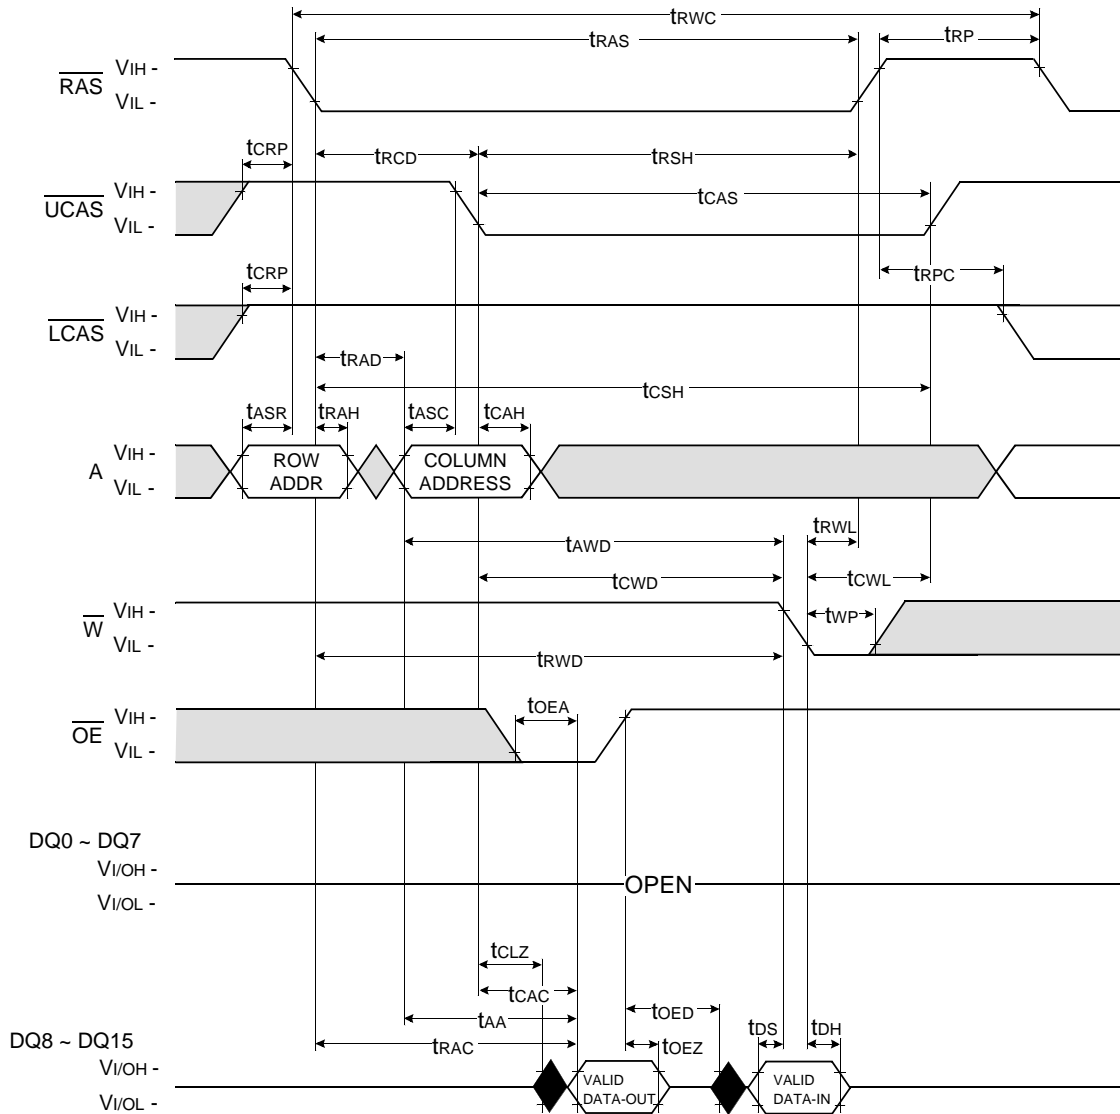 tRWC
tRAS
tRP
RAS
VIH -
VIL -
tCRP
tRCD
tRSH
UCAS
VIH -
VIL -
tCAS
tCRP
tRPC
LCAS
VIH -
VIL -
tRAD
tCSH
tASR
tRAH
tASC
tCAH
A
VIH -
VIL -
ROW
ADDR
COLUMN
ADDRESS
tRWL
tAWD
tCWD
tCWL
W
VIH -
VIL -
tWP
tRWD
OE
VIH -
VIL -
tOEA
DQ0 ~ DQ7
VI/OH -
VI/OL -
OPEN
tCLZ
tCAC
tOED
tAA
tDS
tDH
tRAC
tOEZ
DQ8 ~ DQ15
VI/OH -
VI/OL -
VALID
DATA-OUT
VALID
DATA-IN